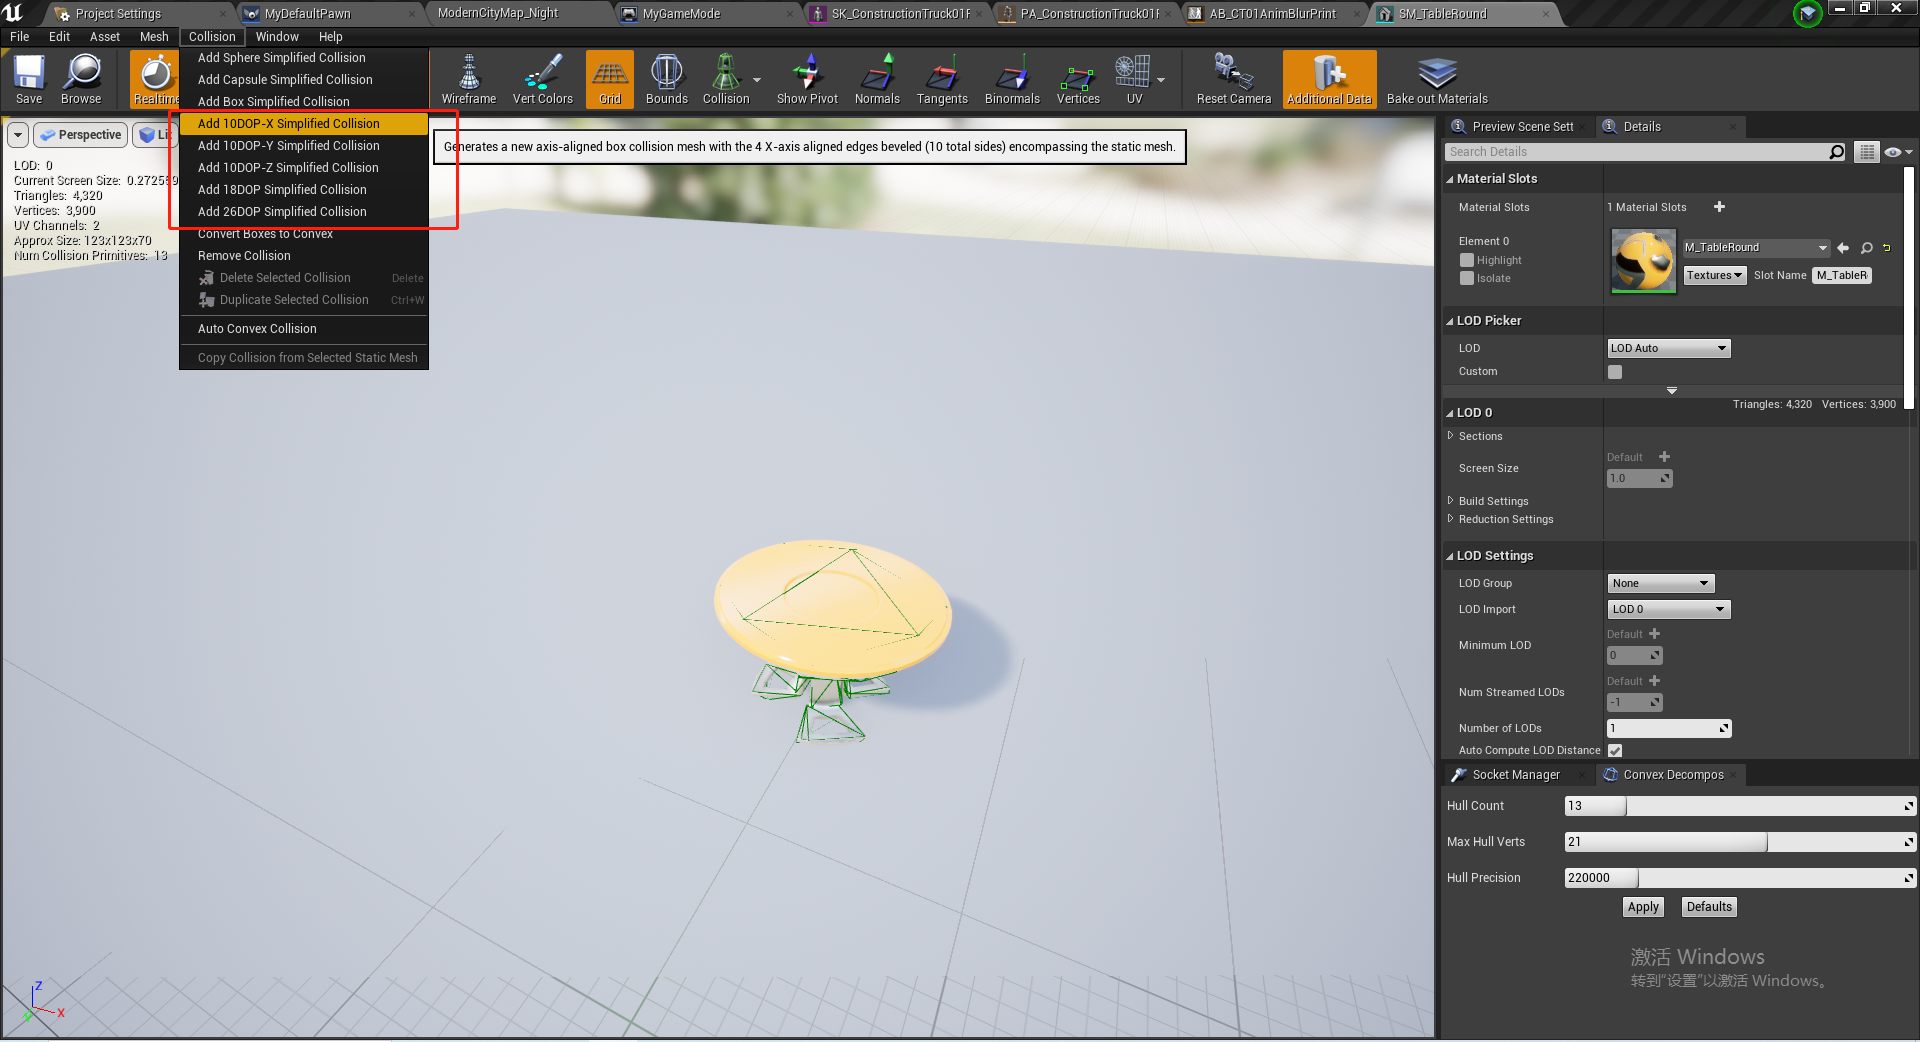 Project Settings
MyDefaultPawn
ModernCityMap_Night
MyGameMode
SK_ConstructionTruck01F
PA_ConstructionTruck01F
AB_CT01AnimBlurPrint
SM_TableRound
File Edit Asset Mesh Collision Window Help
Save Browse Realtime Wireframe Vert Colors Grid Bounds Collision Show Pivot Normals Tangents Binormals Vertices UV Reset Camera Additional Data Bake out Materials
Add Sphere Simplified Collision
Add Capsule Simplified Collision
Add Box Simplified Collision
Add 10DOP-X Simplified Collision
Add 10DOP-Y Simplified Collision
Add 10DOP-Z Simplified Collision
Add 18DOP Simplified Collision
Add 26DOP Simplified Collision
Convert Boxes to Convex
Remove Collision
Delete Selected Collision Delete
Duplicate Selected Collision Ctrl+W
Auto Convex Collision
Copy Collision from Selected Static Mesh
Generates a new axis-aligned box collision mesh with the 4 X-axis aligned edges beveled (10 total sides) encompassing the static mesh.
Perspective
Li
LOD: 0
Current Screen Size: 0.27256
Triangles: 4,320
Vertices: 3,900
UV Channels: 2
Approx Size: 123x123x70
Num Collision Primitives: 13
Z
X
Y
Preview Scene Sett
Details
Search Details
Material Slots
Material Slots 1 Material Slots
Element 0
Highlight
Isolate
M_TableRound
Textures Slot Name M_TableR
LOD Picker
LOD LOD Auto
Custom
LOD 0
Triangles: 4,320 Vertices: 3,900
Sections
Default
Screen Size 1.0
Build Settings
Reduction Settings
LOD Settings
LOD Group None
LOD Import LOD 0
Default
Minimum LOD 0
Default
Num Streamed LODs -1
Number of LODs 1
Auto Compute LOD Distance
Socket Manager
Convex Decompos
Hull Count 13
Max Hull Verts 21
Hull Precision 220000
Apply Defaults
激活 Windows
转到“设置”以激活 Windows。